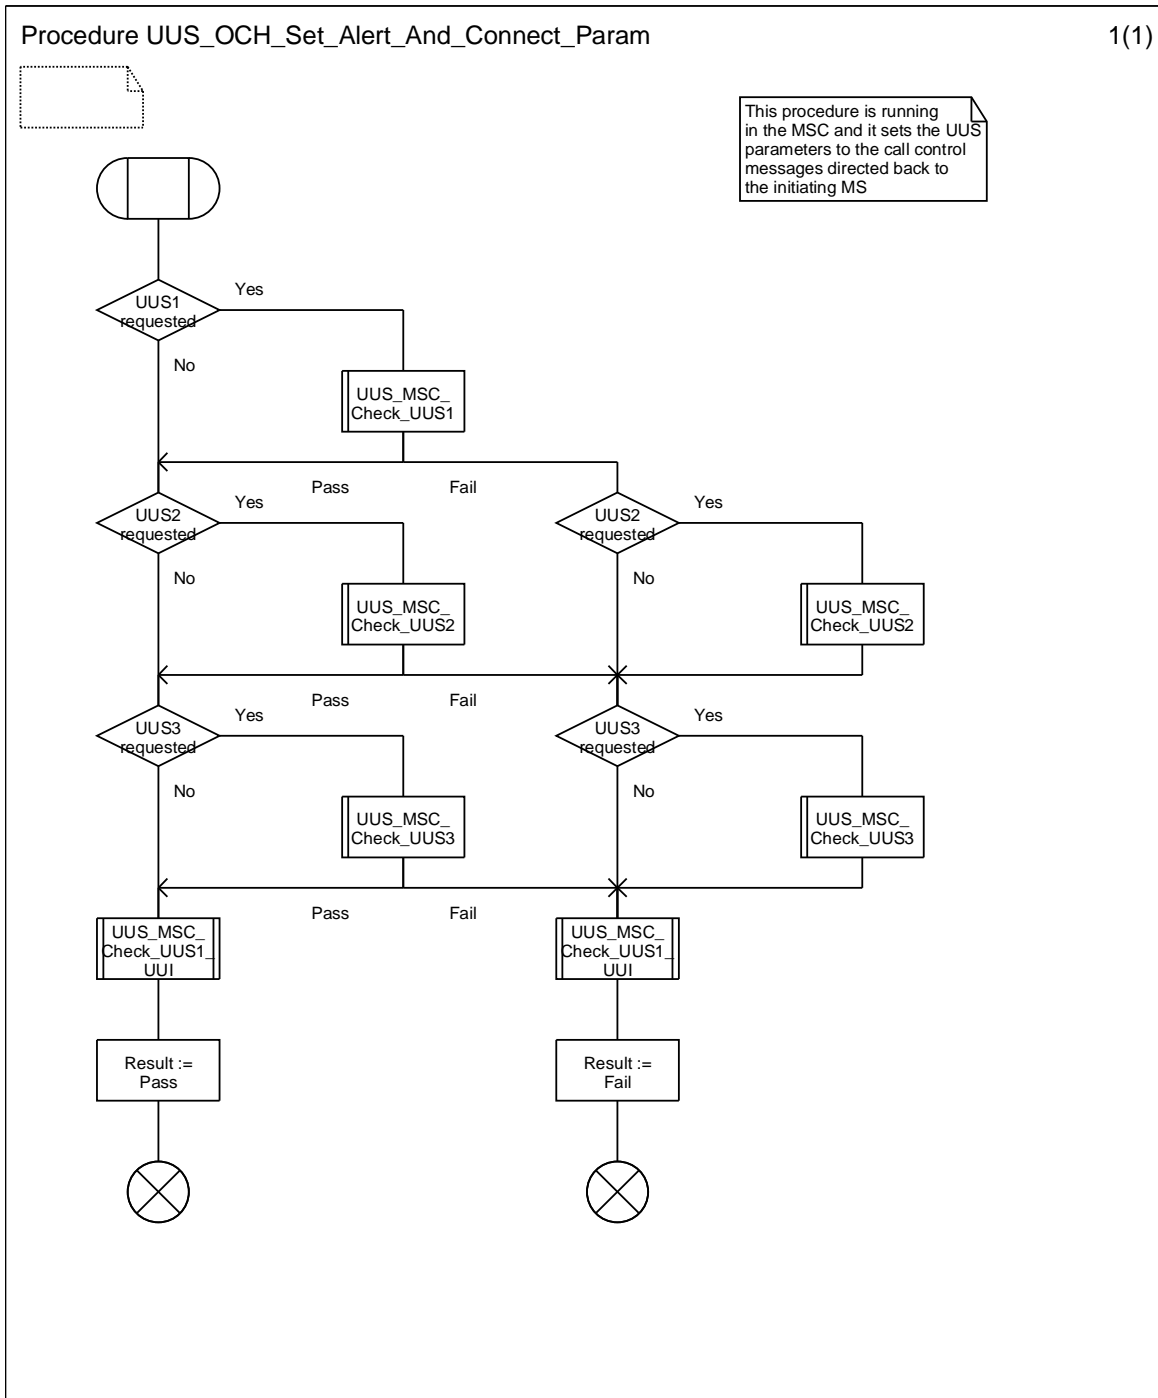 Procedure UUS_OCH_Set_Alert_And_Connect_Param
1(1)
This procedure is running
in the MSC and it sets the UUS
parameters to the call control
messages directed back to
the initiating MS
UUS1
requested
Yes
No
UUS_MSC_
Check_UUS1
Pass
Fail
UUS2
requested
Yes
No
UUS_MSC_
Check_UUS2
UUS2
requested
Yes
No
UUS_MSC_
Check_UUS2
Pass
Fail
UUS3
requested
Yes
No
UUS_MSC_
Check_UUS3
UUS3
requested
Yes
No
UUS_MSC_
Check_UUS3
Pass
Fail
UUS_MSC_
Check_UUS1_
UUI
UUS_MSC_
Check_UUS1_
UUI
Result :=
Pass
Result :=
Fail